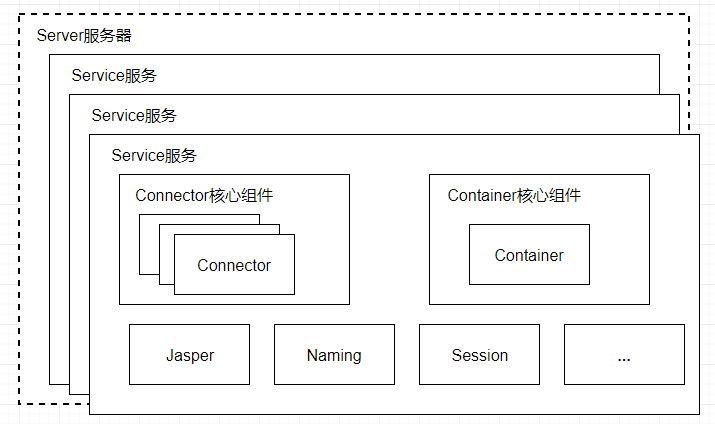 Server服务器
Service服务
Service服务
Service服务
Connector核心组件
Container核心组件
Connector
Container
Jasper
Naming
Session
...